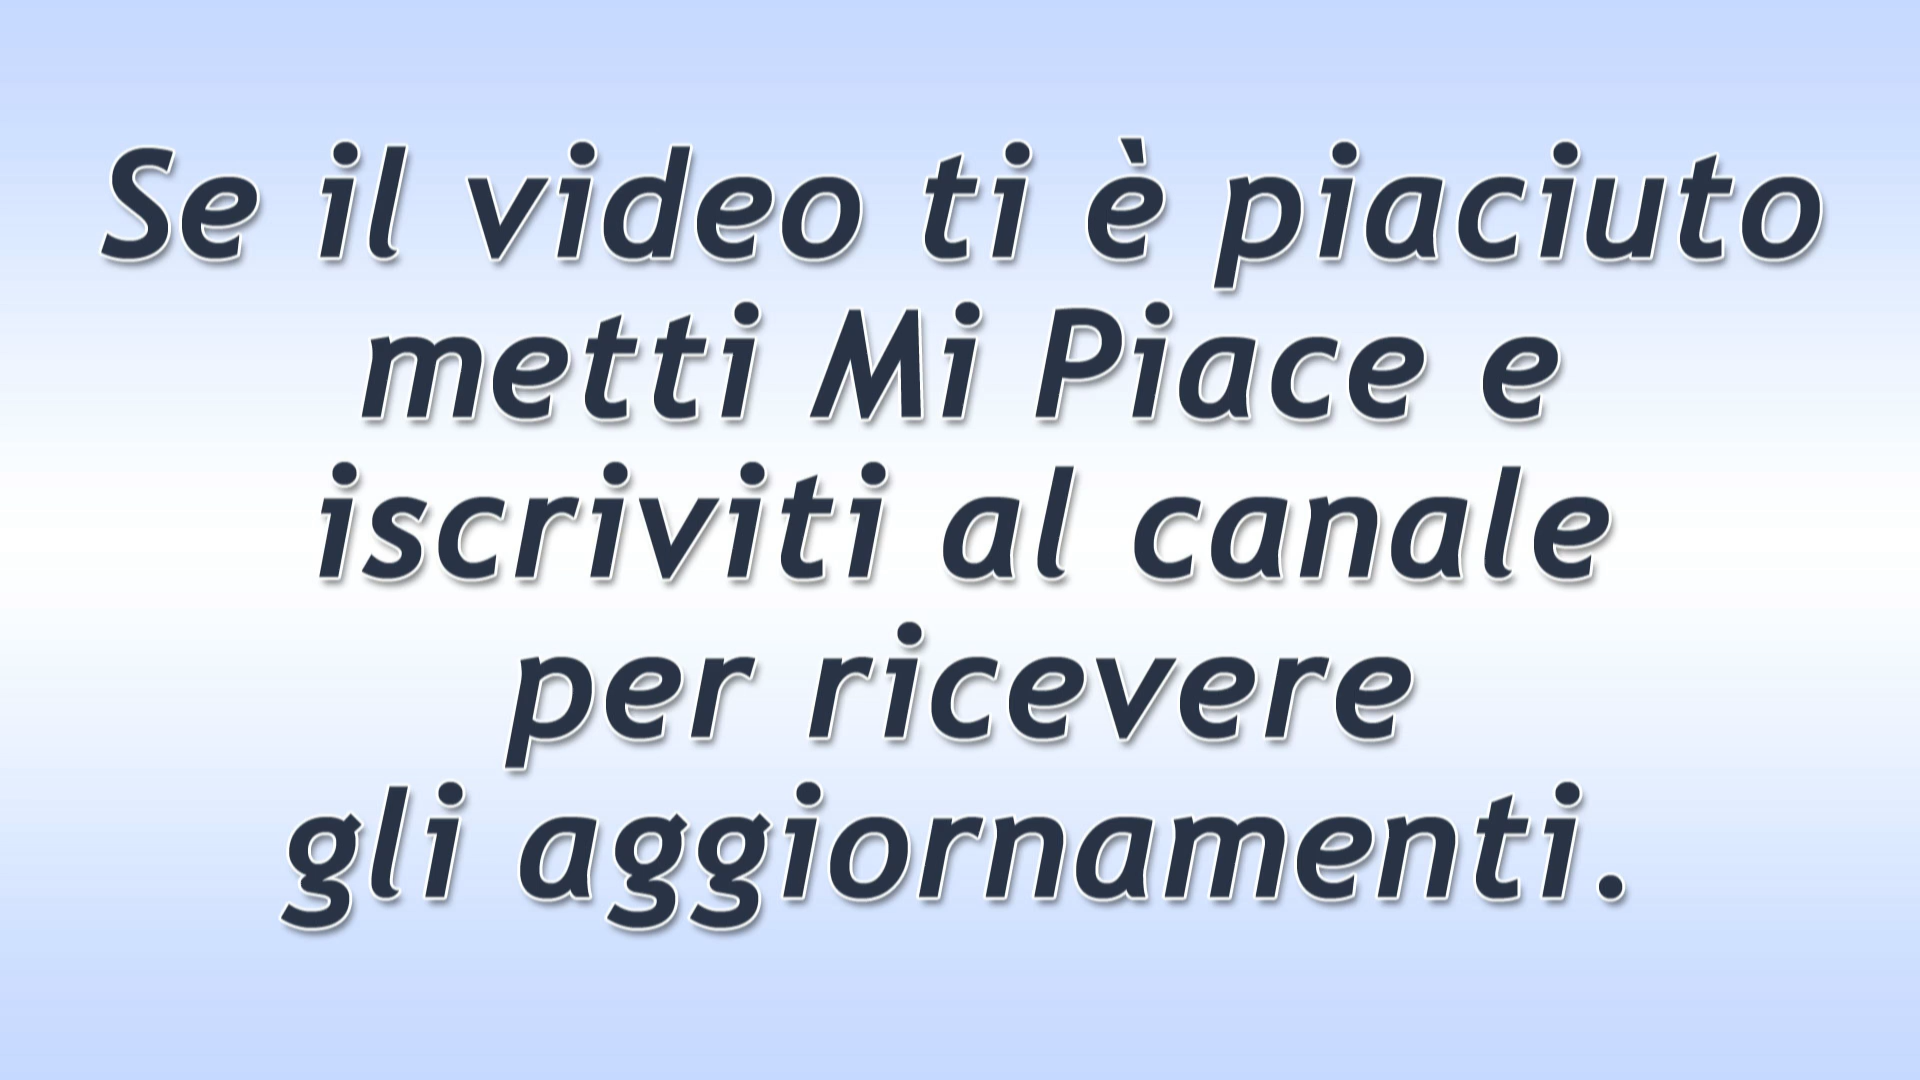 Se il video ti è piaciuto
metti Mi Piace e
iscriviti al canale
per ricevere
gli aggiornamenti.